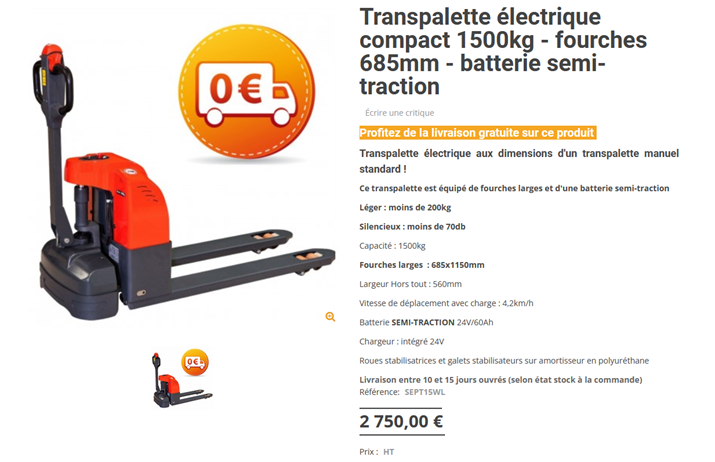 0 €
Transpalette électrique
compact 1500kg - fourches
685mm - batterie semi-
traction
Écrire une critique
Profitez de la livraison gratuite sur ce produit
Transpalette électrique aux dimensions d'un transpalette manuel
standard !
Ce transpalette est équipé de fourches larges et d'une batterie semi-traction
Léger : moins de 200kg
Silencieux : moins de 70db
Capacité : 1500kg
Fourches larges : 685x1150mm
Largeur Hors tout : 560mm
Vitesse de déplacement avec charge : 4,2km/h
Batterie SEMI-TRACTION 24V/60Ah
Chargeur : intégré 24V
Roues stabilisatrices et galets stabilisateurs sur amortisseur en polyuréthane
Livraison entre 10 et 15 jours ouvrés (selon état stock à la commande)
Référence: SEPT15WL
2 750,00 €
Prix : HT
0 €